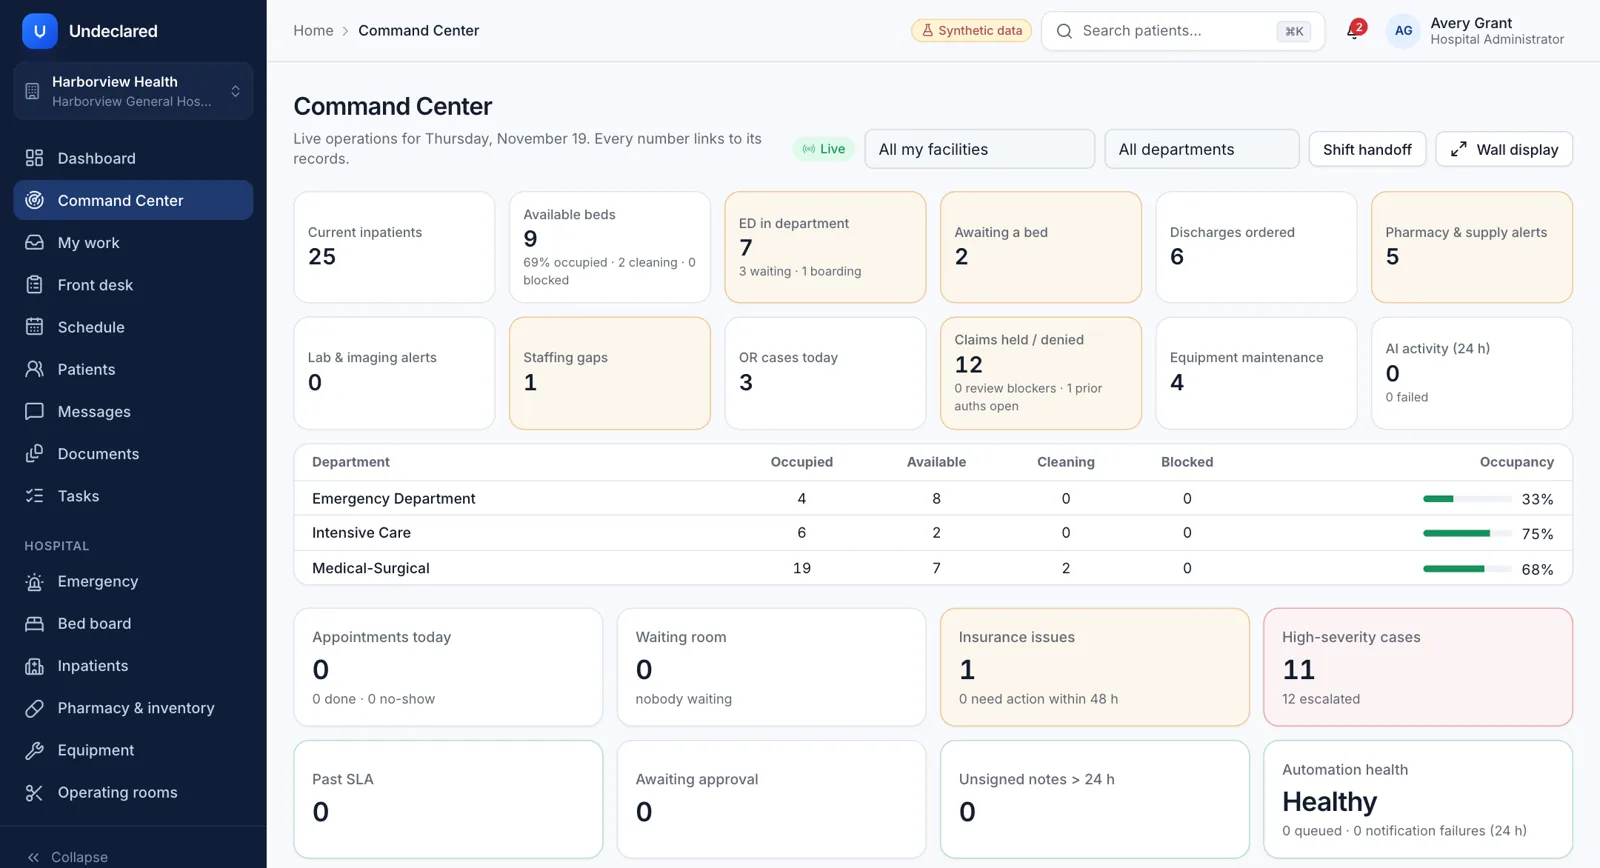 U Undeclared
Harborview Health
Harborview General Hos...
Dashboard
Command Center
My work
Front desk
Schedule
Patients
Messages
Documents
Tasks
HOSPITAL
Emergency
Bed board
Inpatients
Pharmacy & inventory
Equipment
Operating rooms
Collapse
Home > Command Center
Synthetic data
Search patients...
⌘K
2
AG
Avery Grant
Hospital Administrator
Command Center
Live operations for Thursday, November 19. Every number links to its
records.
Live
All my facilities
All departments
Shift handoff
Wall display
Current inpatients
25
Available beds
9
69% occupied · 2 cleaning · 0
blocked
ED in department
7
3 waiting · 1 boarding
Awaiting a bed
2
Discharges ordered
6
Pharmacy & supply alerts
5
Lab & imaging alerts
0
Staffing gaps
1
OR cases today
3
Claims held / denied
12
0 review blockers · 1 prior
auths open
Equipment maintenance
4
AI activity (24 h)
0
0 failed
Department Occupied Available Cleaning Blocked Occupancy
Emergency Department 4 8 0 0 33%
Intensive Care 6 2 0 0 75%
Medical-Surgical 19 7 2 0 68%
Appointments today
0
0 done · 0 no-show
Waiting room
0
nobody waiting
Insurance issues
1
0 need action within 48 h
High-severity cases
11
12 escalated
Past SLA
0
Awaiting approval
0
Unsigned notes > 24 h
0
Automation health
Healthy
0 queued · 0 notification failures (24 h)